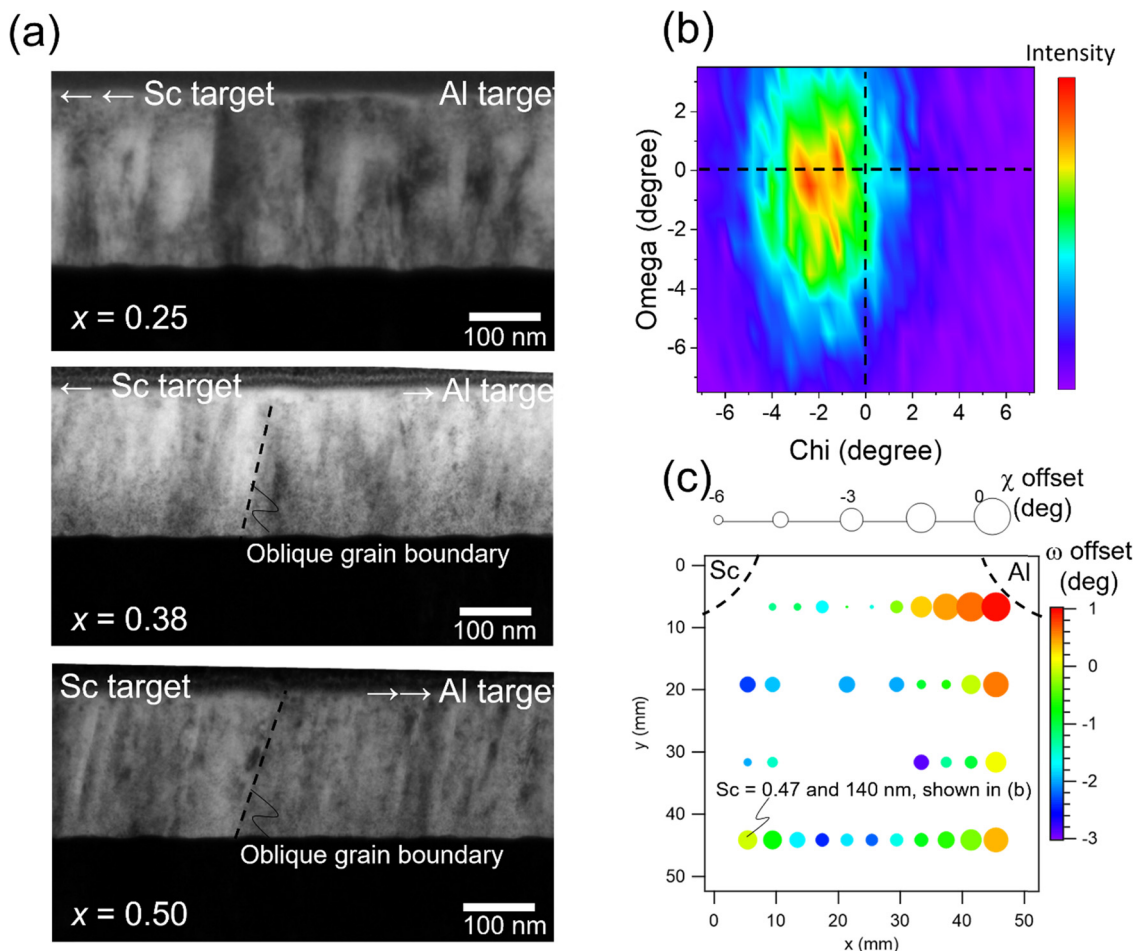 (a)
← ← Sc target
Al target
x = 0.25
100 nm
← Sc target
→ Al target
Oblique grain boundary
x = 0.38
100 nm
Sc target
→→ Al target
Oblique grain boundary
x = 0.50
100 nm
(b)
Intensity
Omega (degree)
2
0
-2
-4
-6
-6 -4 -2 0 2 4 6
Chi (degree)
(c)
-6 -3 0 χ offset
(deg)
ω offset
(deg)
Sc
Al
1
0
-1
-2
-3
y (mm)
0
10
20
30
40
50
Sc = 0.47 and 140 nm, shown in (b)
0 10 20 30 40 50
x (mm)